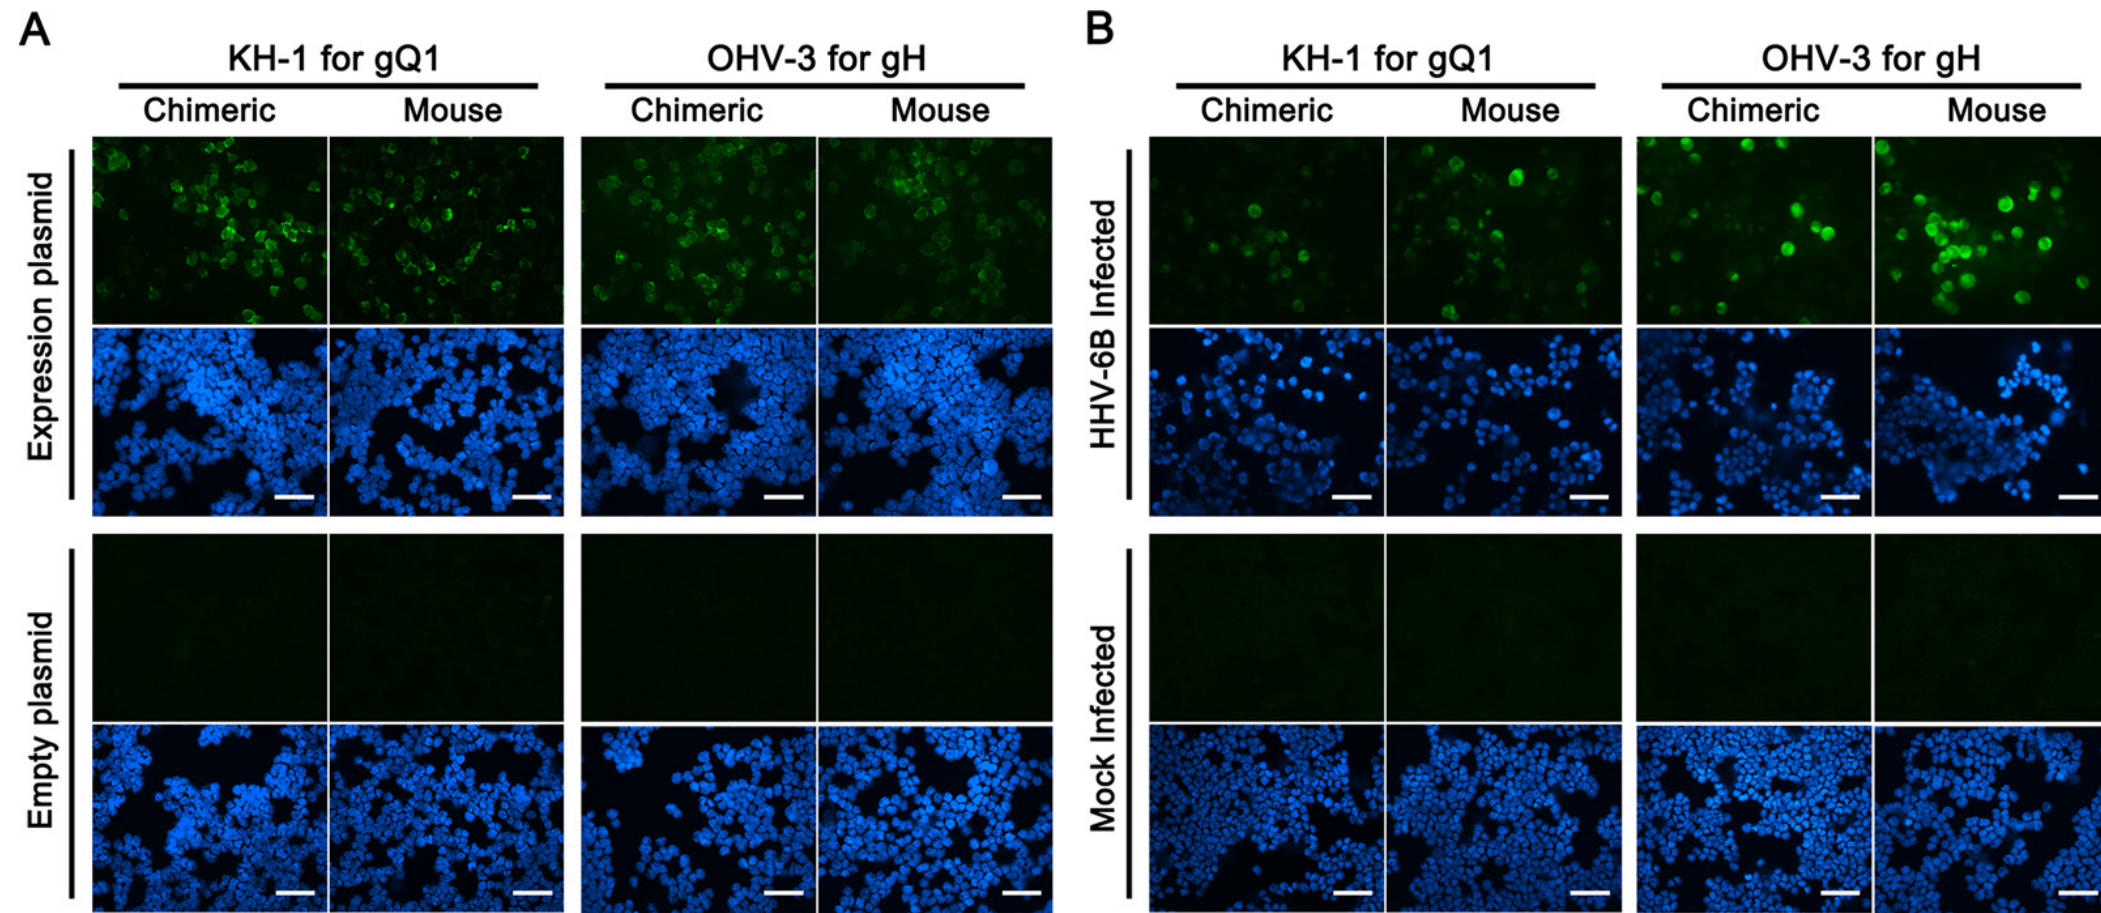 A
KH-1 for gQ1
OHV-3 for gH
Chimeric
Mouse
Chimeric
Mouse
Expression plasmid
Empty plasmid
B
KH-1 for gQ1
OHV-3 for gH
Chimeric
Mouse
Chimeric
Mouse
HHV-6B Infected
Mock Infected